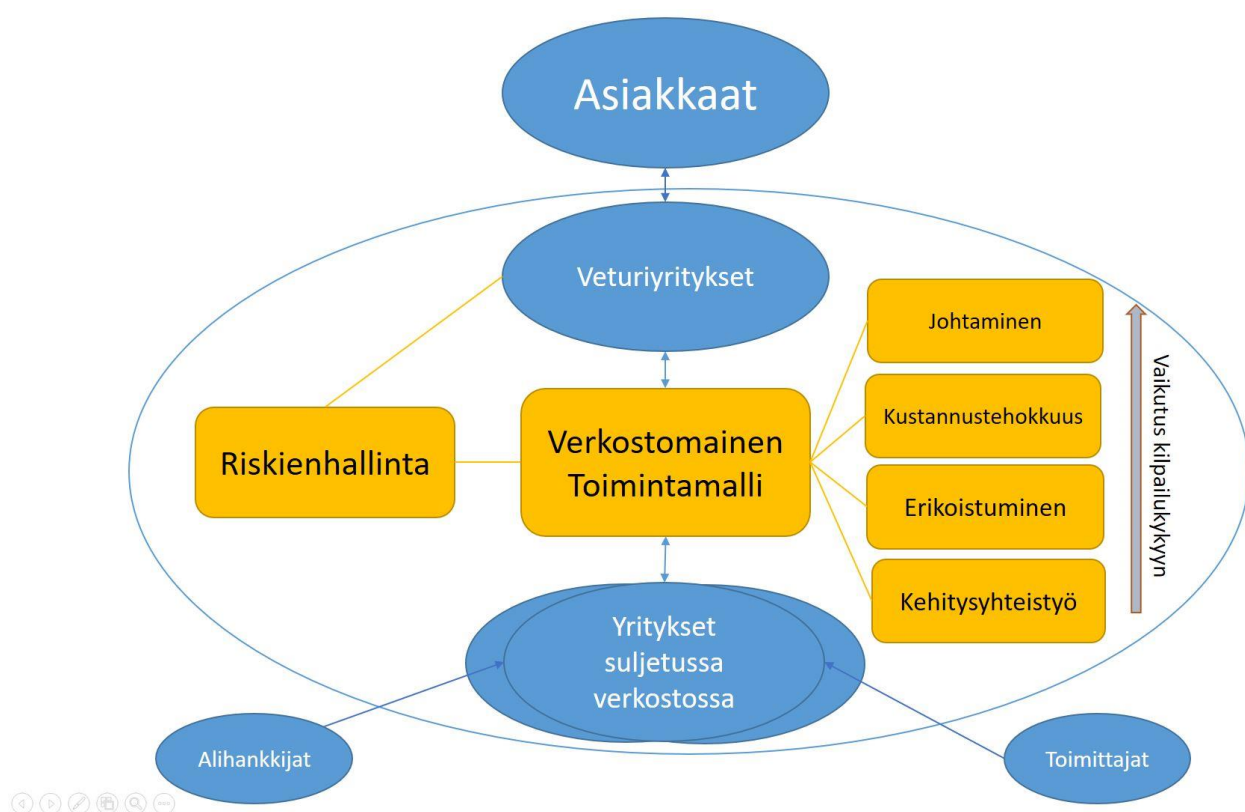 Asiakkaat
Veturiyritykset
Johtaminen
Kustannustehokkuus
Vaikutus kilpailukykyyn
Riskienhallinta
Verkostomainen
Toimintamalli
Erikoistuminen
Kehitysyhteistyö
Yritykset
suljetussa
verkostossa
Alihankkijat
Toimittajat